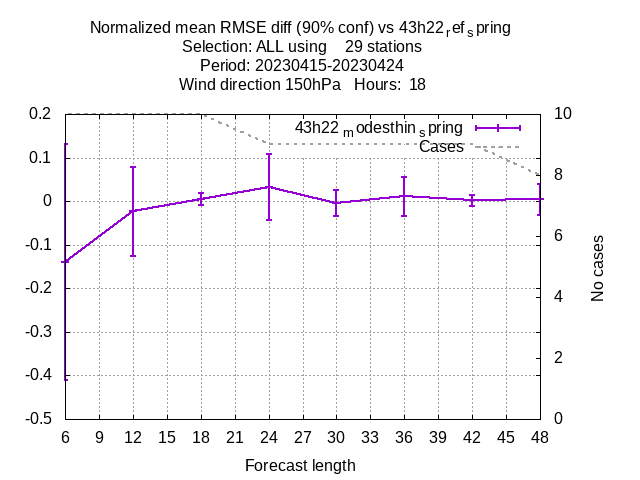 Normalized mean RMSE diff (90% conf) vs 43h22refspring
Selection: ALL using 29 stations
Period: 20230415-20230424
Wind direction 150hPa Hours: 18
43h22modesthinspring
Cases
0.2
0.1
0
-0.1
-0.2
-0.3
-0.4
-0.5
10
8
6
4
2
0
No cases
6 9 12 15 18 21 24 27 30 33 36 39 42 45 48
Forecast length